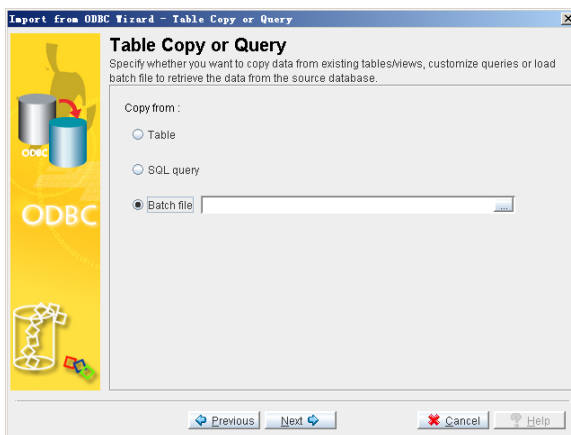 Import from ODBC Wizard - Table Copy or Query
Table Copy or Query
Specify whether you want to copy data from existing tables/views, customize queries or load
batch file to retrieve the data from the source database.
Copy from :
Table
SQL query
Batch file
...
ODBC
ODBC
Previous
Next
Cancel
Help